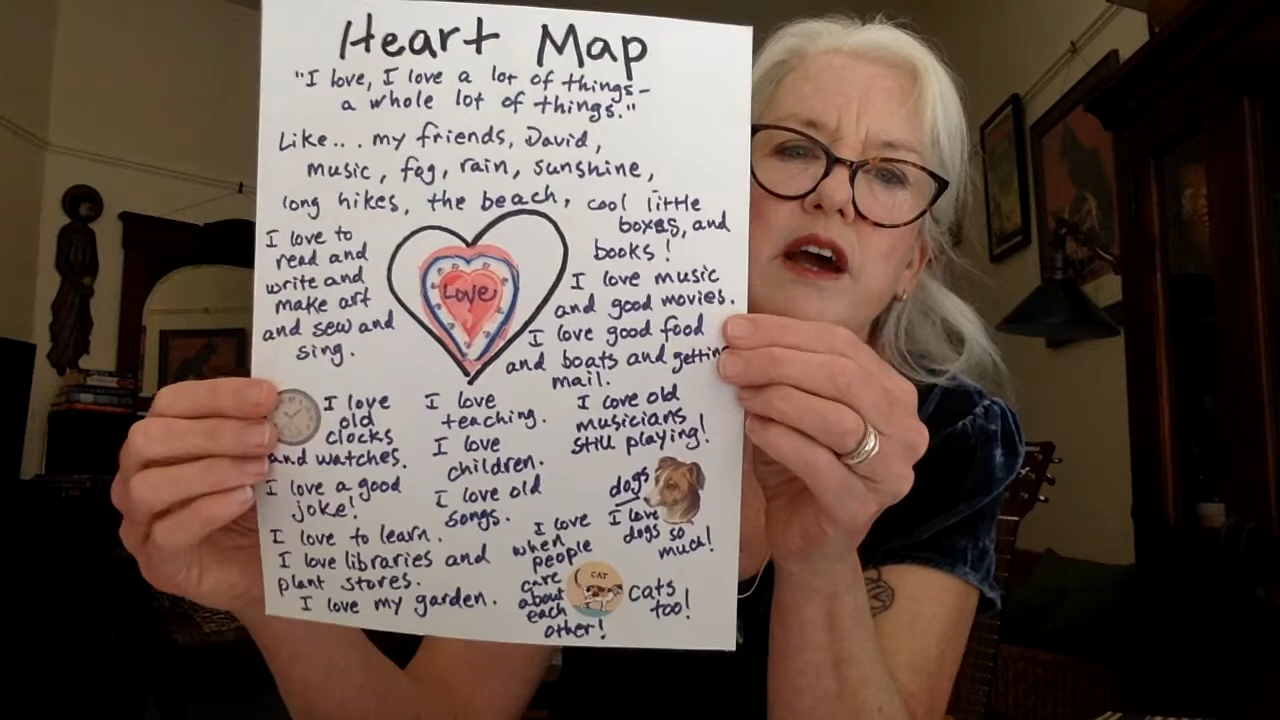 Heart Map
"I love, I love a lot of things-
a whole lot of things."
Like... my friends, David,
music, fog, rain, sunshine,
long hikes, the beach, cool little
boxes, and
books!
I love to
read and
write and
make art
and sew and
sing.
Love
I love music
and good movies.
I love good food
and boats and getting
mail.
I love
old
clocks
and watches.
I love a good
joke!
I love
teaching.
I love
children.
I love old
songs.
I love old
musicians
still playing!
dogs
I love
dogs so
much!
I love to learn.
I love libraries and
plant stores.
I love my garden.
I love
when
people
care
about
each
other!
CAT
cats
too!